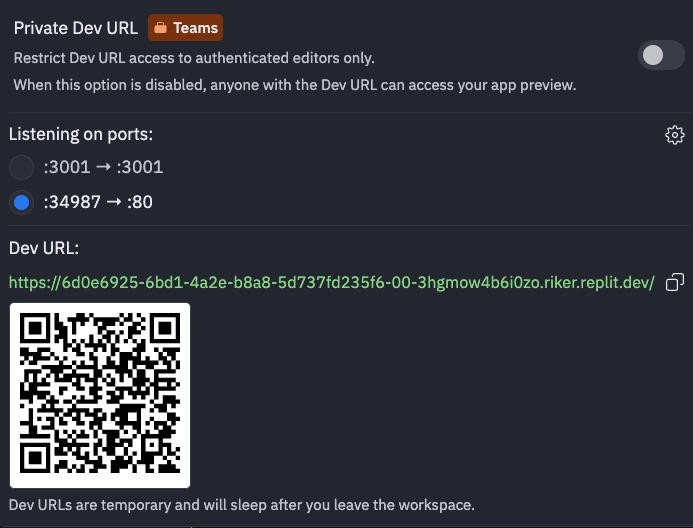 Private Dev URL Teams
Restrict Dev URL access to authenticated editors only.
When this option is disabled, anyone with the Dev URL can access your app preview.
Listening on ports:
:3001 → :3001
:34987 → :80
Dev URL:
https://6d0e6925-6bd1-4a2e-b8a8-5d737fd235f6-00-3hgmow4b6i0zo.riker.replit.dev/
Dev URLs are temporary and will sleep after you leave the workspace.